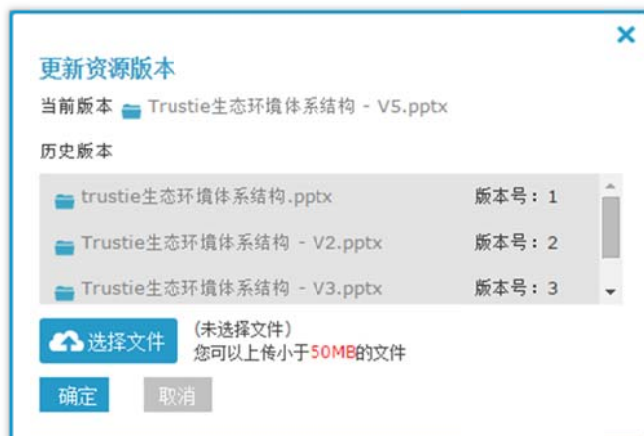 更新资源版本
当前版本 Trustie生态环境体系结构 - V5.pptx
历史版本
trustie生态环境体系结构.pptx 版本号：1
Trustie生态环境体系结构 - V2.pptx 版本号：2
Trustie生态环境体系结构 - V3.pptx 版本号：3
选择文件 (未选择文件)
您可以上传小于50MB的文件
确定 取消